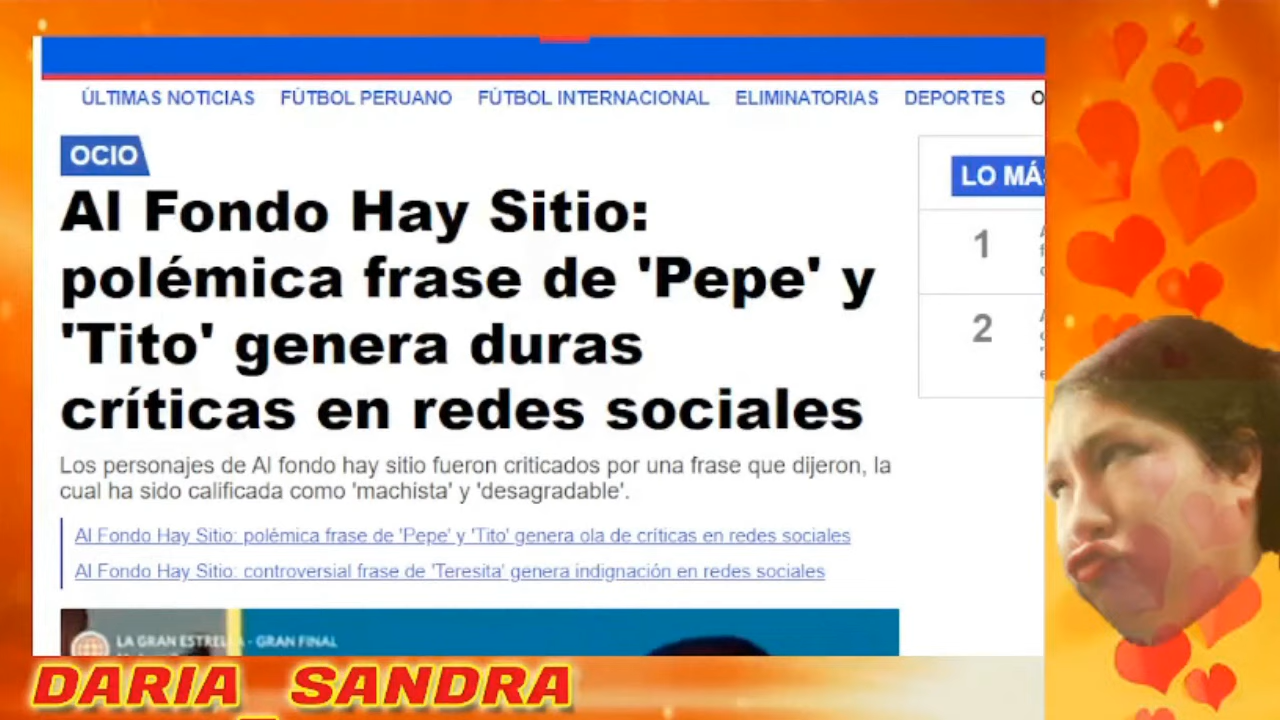 ÚLTIMAS NOTICIAS FÚTBOL PERUANO FÚTBOL INTERNACIONAL ELIMINATORIAS DEPORTES
OCIO
Al Fondo Hay Sitio:
polémica frase de 'Pepe' y
'Tito' genera duras
críticas en redes sociales
Los personajes de Al fondo hay sitio fueron criticados por una frase que dijeron, la
cual ha sido calificada como 'machista' y 'desagradable'.
Al Fondo Hay Sitio: polémica frase de 'Pepe' y 'Tito' genera ola de críticas en redes sociales
Al Fondo Hay Sitio: controversial frase de 'Teresita' genera indignación en redes sociales
LA GRAN ESTRELLA - GRAN FINAL
LO MÁ
1
2
DARIA SANDRA